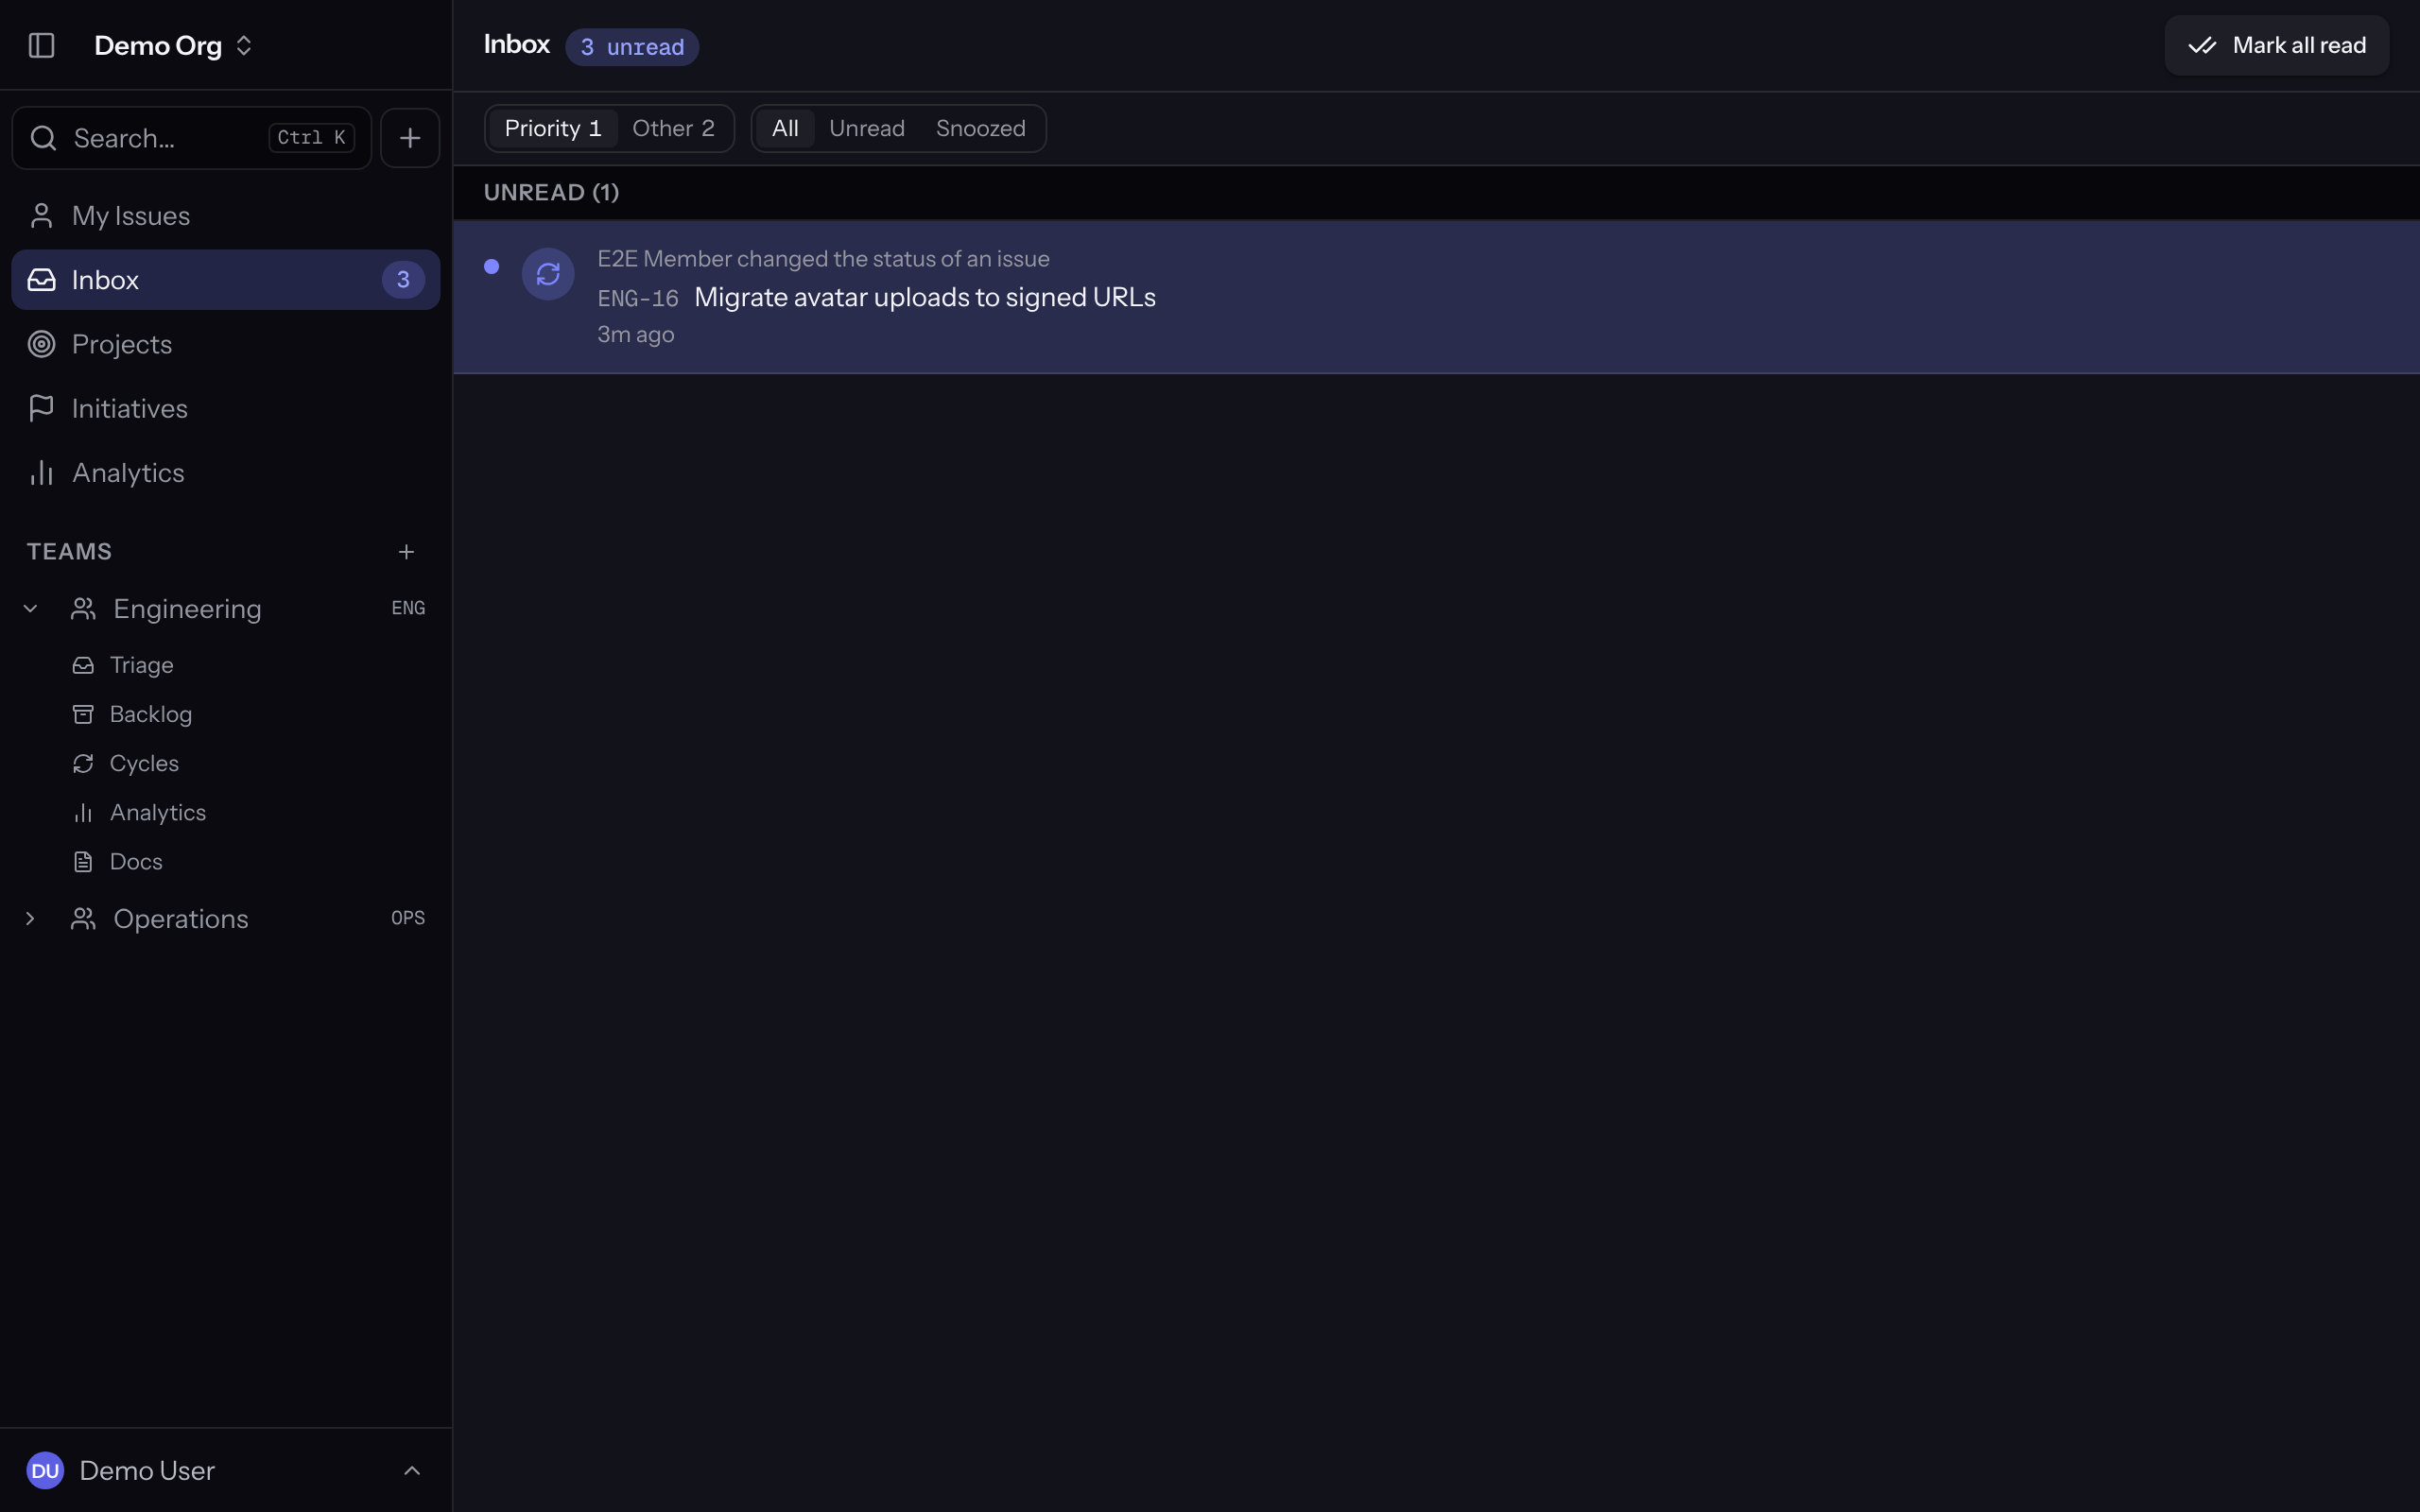 Demo Org
Search...
Ctrl K
My Issues
Inbox
3
Projects
Initiatives
Analytics
TEAMS
Engineering
ENG
Triage
Backlog
Cycles
Analytics
Docs
Operations
OPS
DU
Demo User
Inbox
3 unread
Mark all read
Priority 1
Other 2
All
Unread
Snoozed
UNREAD (1)
E2E Member changed the status of an issue
ENG-16 Migrate avatar uploads to signed URLs
3m ago